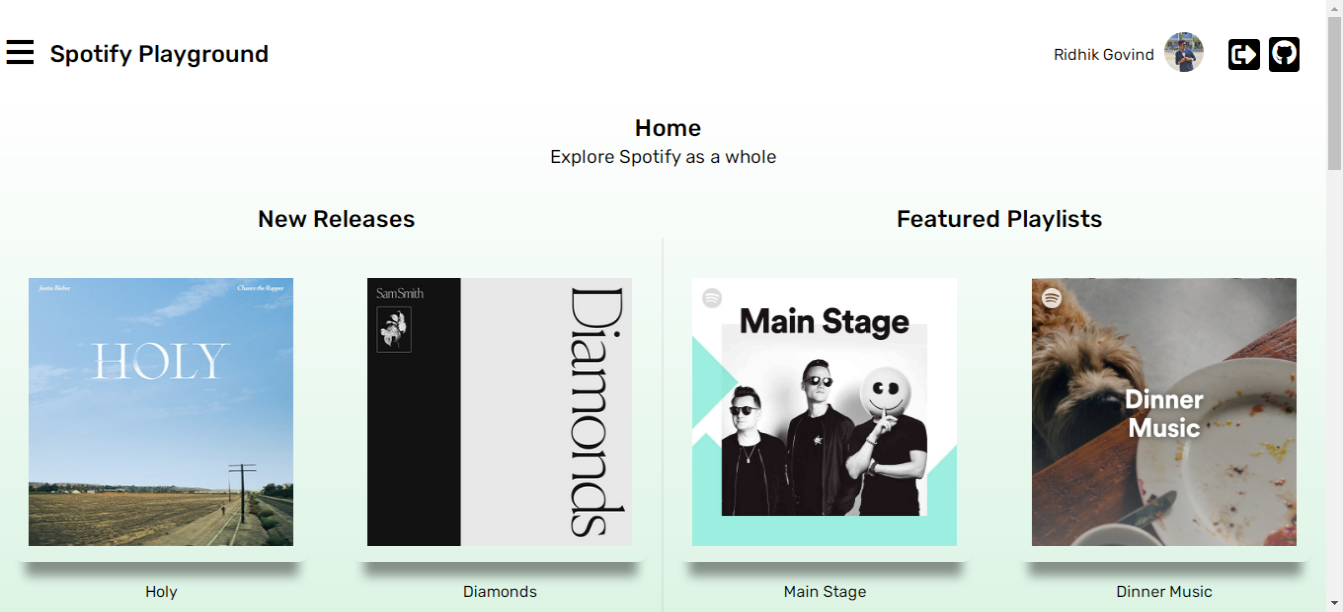 Spotify Playground
Ridhik Govind
Home
Explore Spotify as a whole
New Releases
Featured Playlists
Justin Bieber
Chance the Rapper
HOLY
Sam Smith
Diamonds
Main Stage
Dinner
Music
Holy
Diamonds
Main Stage
Dinner Music